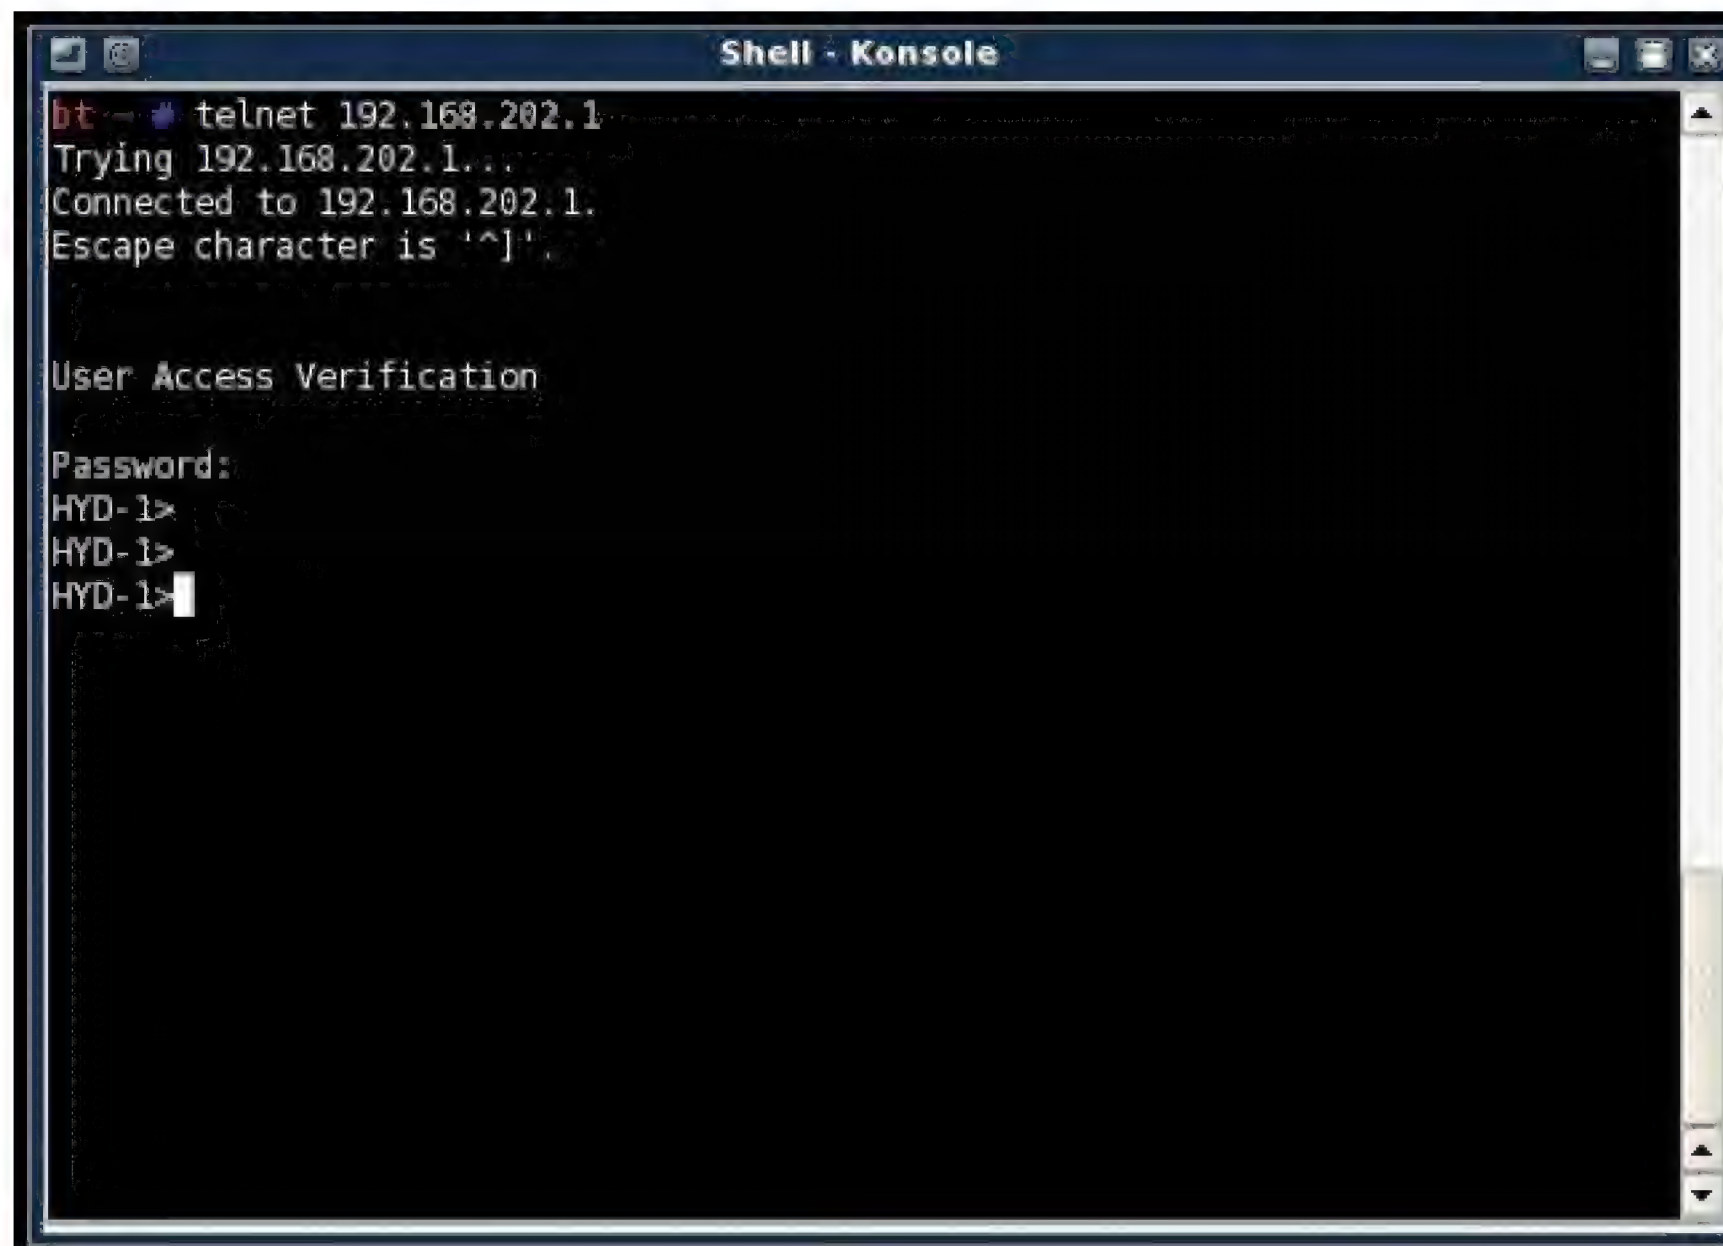 Shell - Konsole
bt ~ # telnet 192.168.202.1
Trying 192.168.202.1...
Connected to 192.168.202.1.
Escape character is '^]'.
User Access Verification
Password:
HYD-1>
HYD-1>
HYD-1>